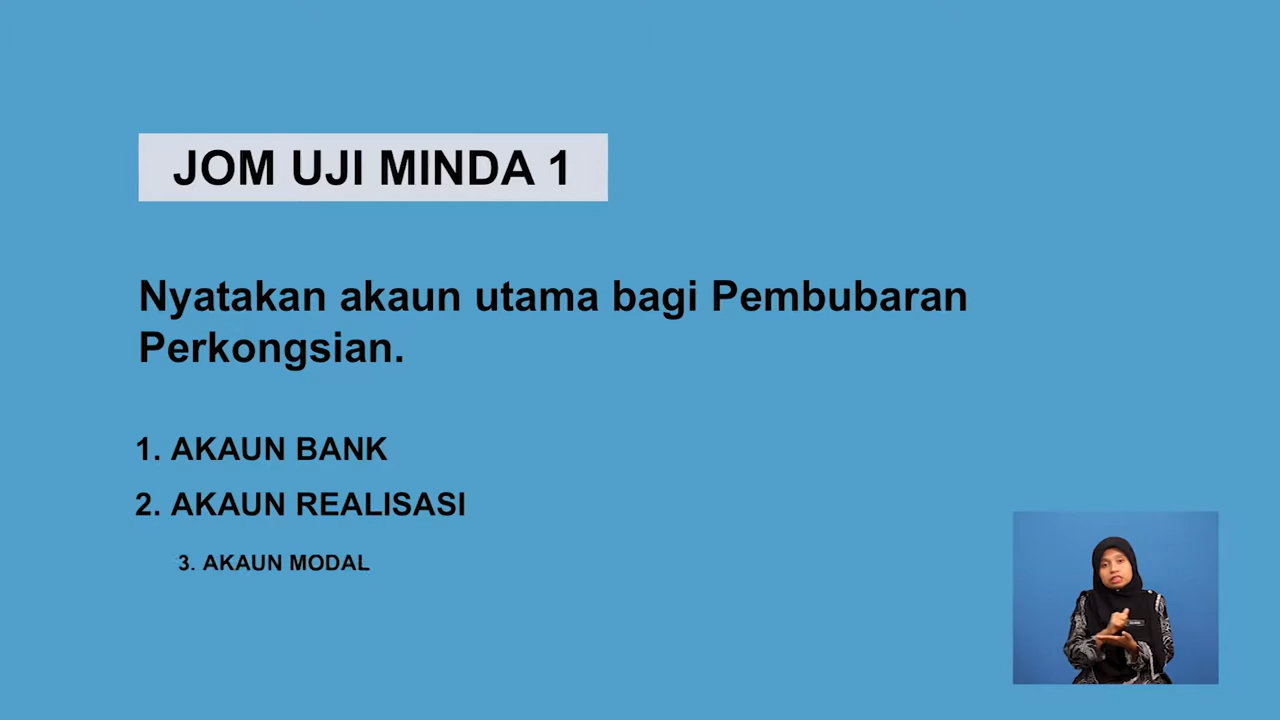 JOM UJI MINDA 1
Nyatakan akaun utama bagi Pembubaran
Perkongsian.
1. AKAUN BANK
2. AKAUN REALISASI
3. AKAUN MODAL